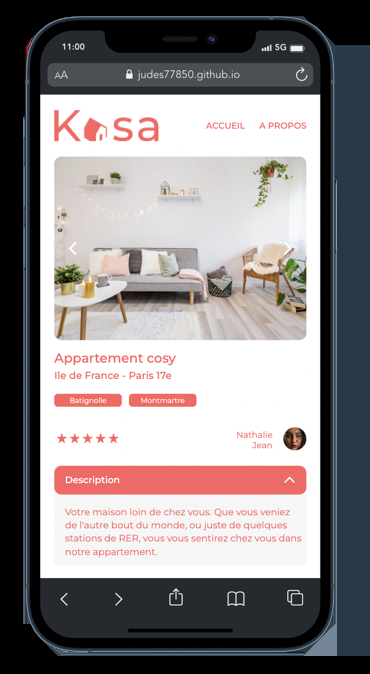 11:00
5G
AA
judes77850.github.io
Kasa
ACCUEIL A PROPOS
Appartement cosy
Ile de France - Paris 17e
Batignolle Montmartre
Nathalie
Jean
Description
Votre maison loin de chez vous. Que vous veniez
de l'autre bout du monde, ou juste de quelques
stations de RER, vous vous sentirez chez vous dans
notre appartement.